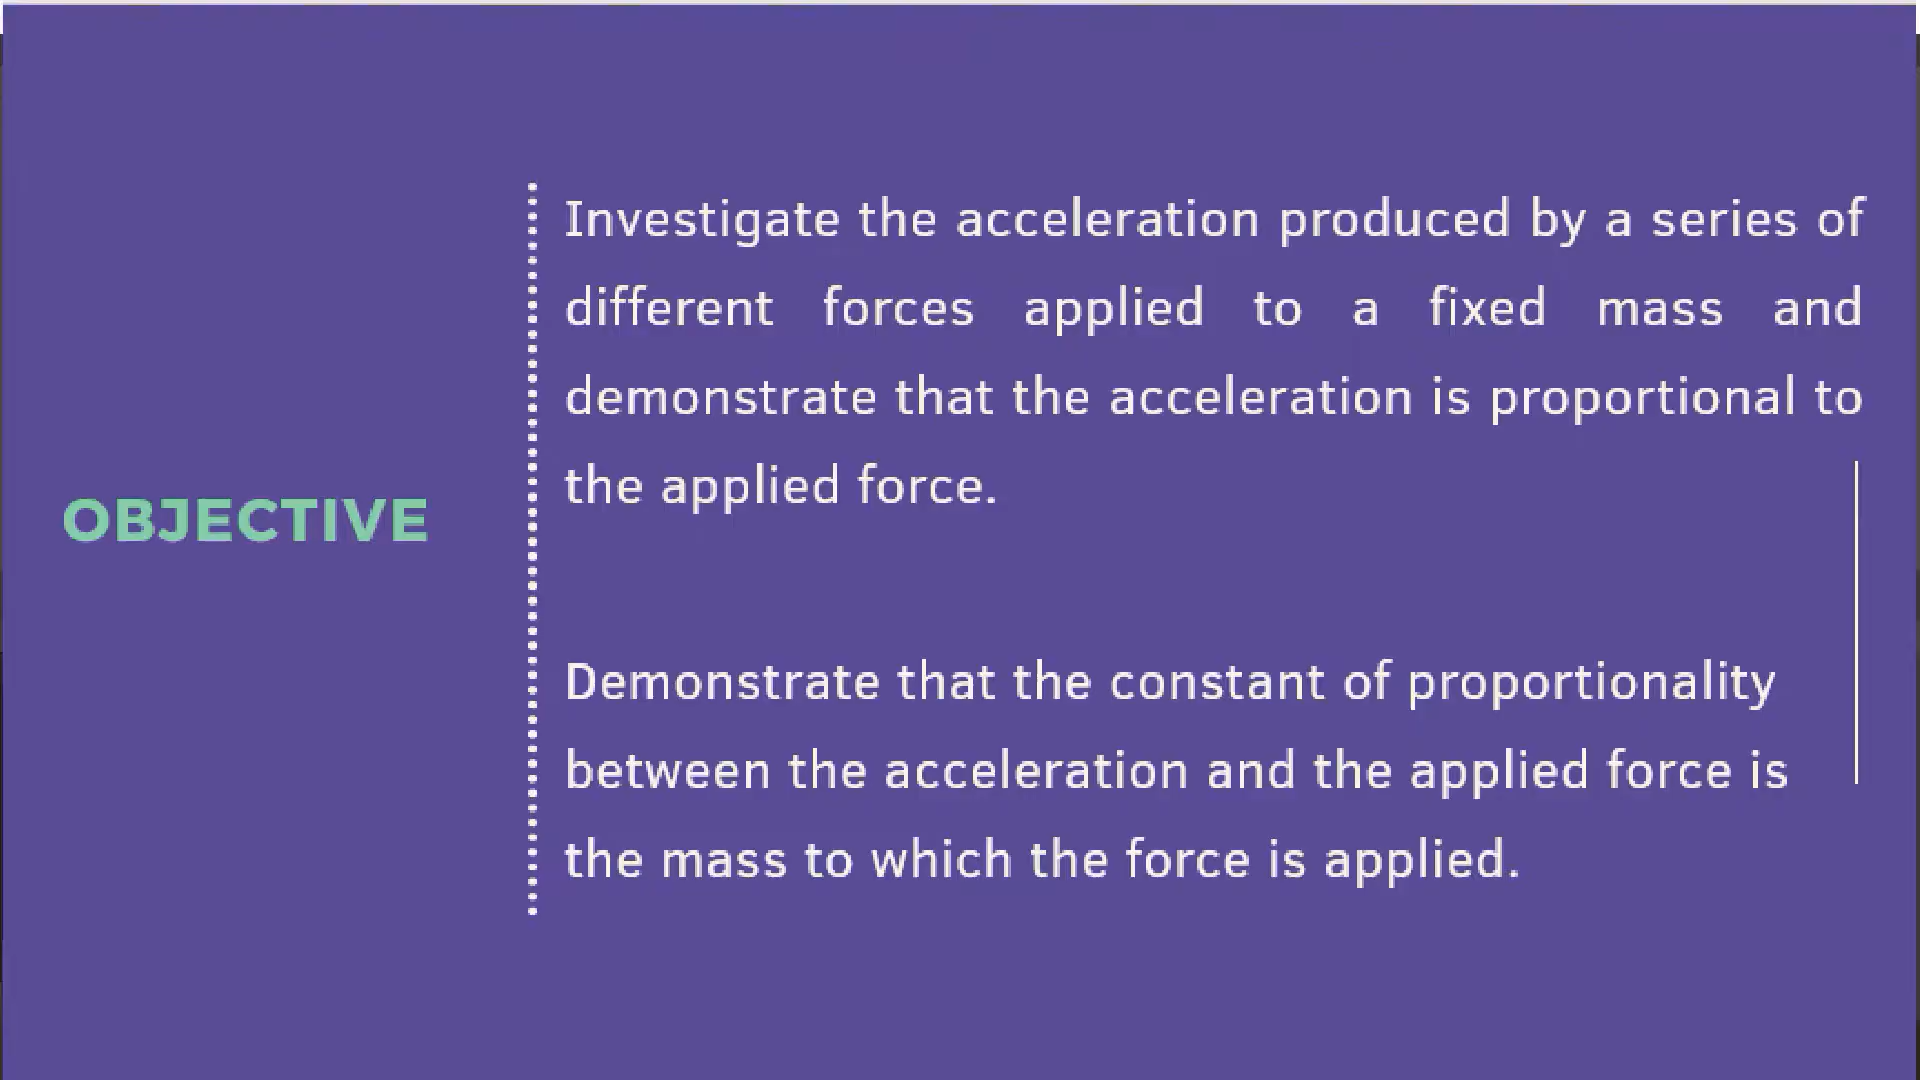 OBJECTIVE
Investigate the acceleration produced by a series of
different forces applied to a fixed mass and
demonstrate that the acceleration is proportional to
the applied force.
Demonstrate that the constant of proportionality
between the acceleration and the applied force is
the mass to which the force is applied.